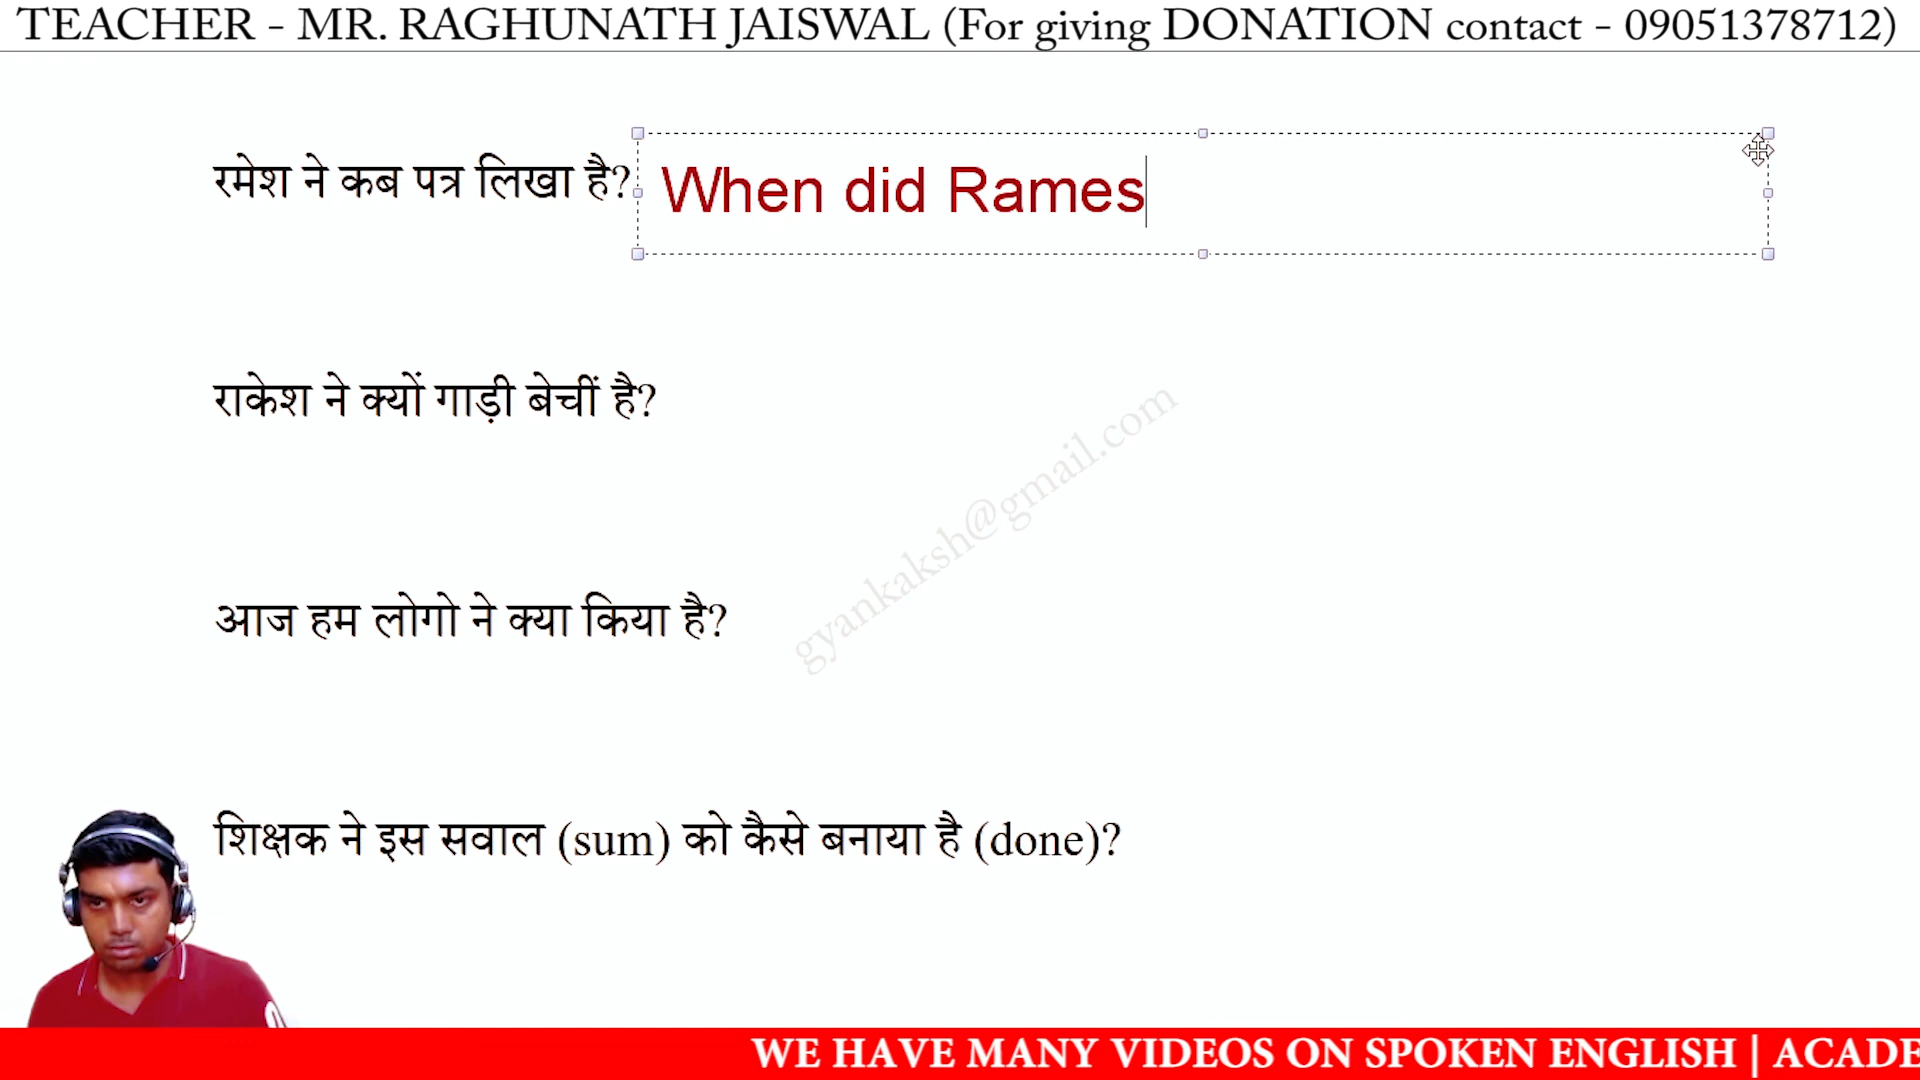 TEACHER - MR. RAGHUNATH JAISWAL (For giving DONATION contact - 09051378712)
रमेश ने कब पत्र लिखा है? When did Rames
राकेश ने क्यों गाड़ी बेचीं है?
gyankaksh@gmail.com
आज हम लोगो ने क्या किया है?
शिक्षक ने इस सवाल (sum) को कैसे बनाया है (done)?
WE HAVE MANY VIDEOS ON SPOKEN ENGLISH | ACADE